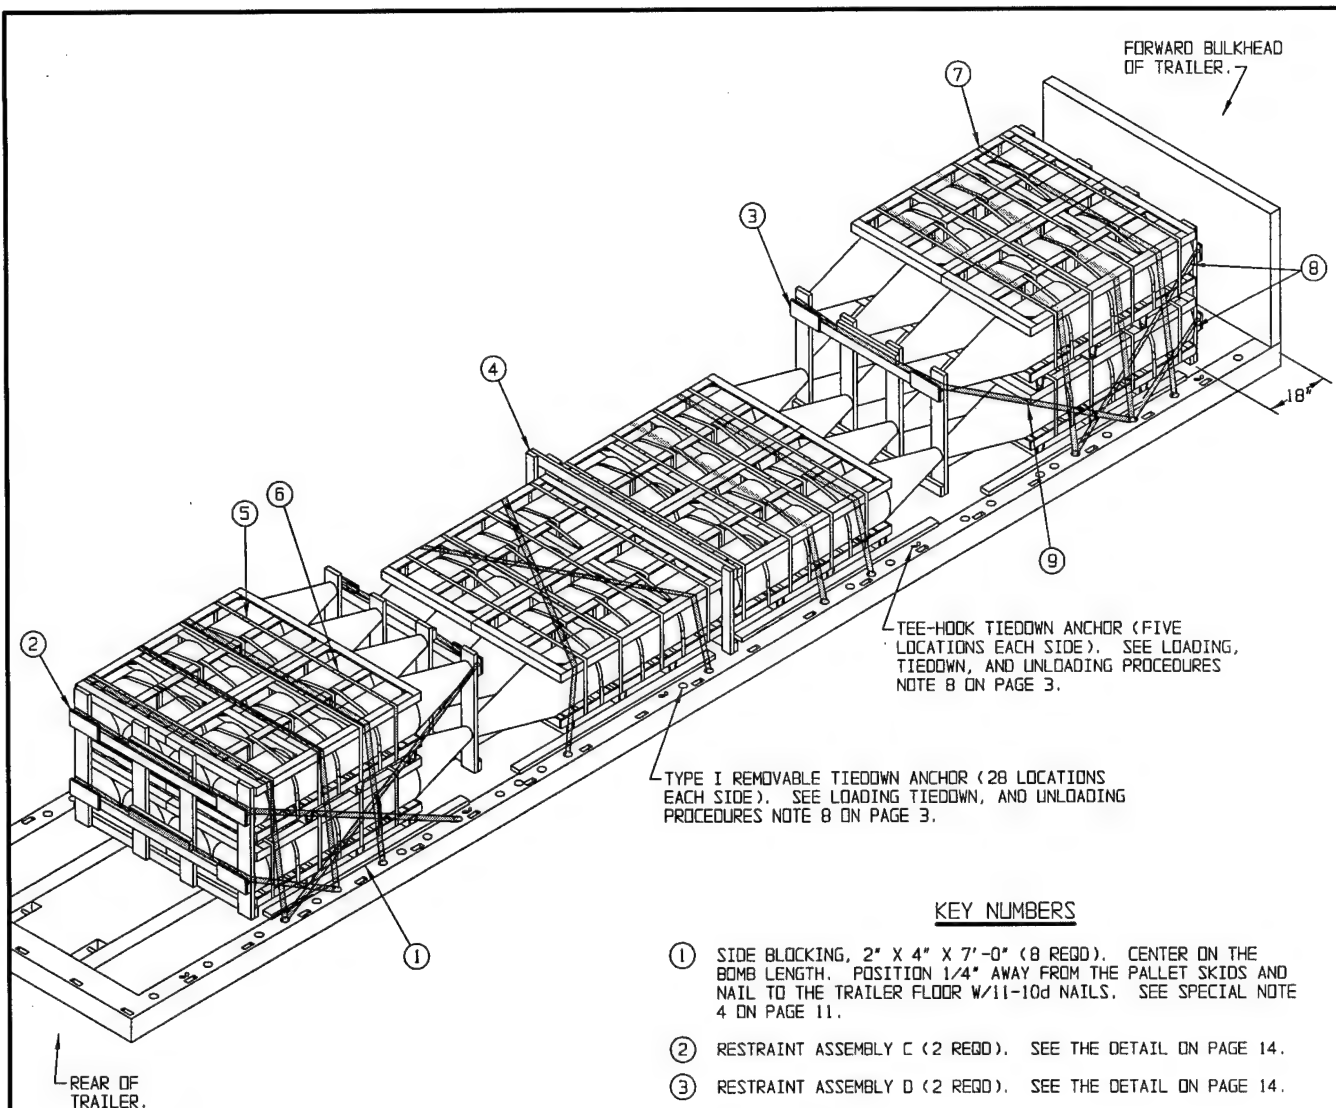 FORWARD BULKHEAD
OF TRAILER.
7
3
8
4
18"
6
5
9
2
TEE-HOOK TIEDOWN ANCHOR (FIVE
LOCATIONS EACH SIDE). SEE LOADING,
TIEDOWN, AND UNLOADING PROCEDURES
NOTE 8 ON PAGE 3.
TYPE I REMOVABLE TIEDOWN ANCHOR (28 LOCATIONS
EACH SIDE). SEE LOADING TIEDOWN, AND UNLOADING
PROCEDURES NOTE 8 ON PAGE 3.
1
REAR OF
TRAILER.
KEY NUMBERS
1 SIDE BLOCKING, 2" X 4" X 7'-0" (8 REQD). CENTER ON THE
BOMB LENGTH. POSITION 1/4" AWAY FROM THE PALLET SKIDS AND
NAIL TO THE TRAILER FLOOR W/11-10d NAILS. SEE SPECIAL NOTE
4 ON PAGE 11.
2 RESTRAINT ASSEMBLY C (2 REQD). SEE THE DETAIL ON PAGE 14.
3 RESTRAINT ASSEMBLY D (2 REQD). SEE THE DETAIL ON PAGE 14.